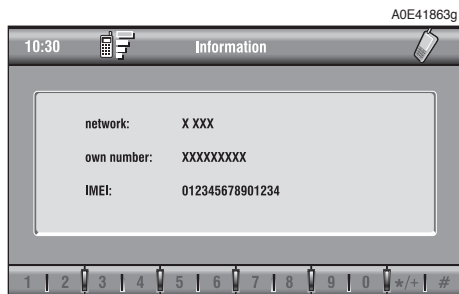 A0E41863g
10:30 Information
network: X XXX
own number: XXXXXXXXX
IMEI: 012345678901234
1 2 3 4 5 6 7 8 9 0 */+ #